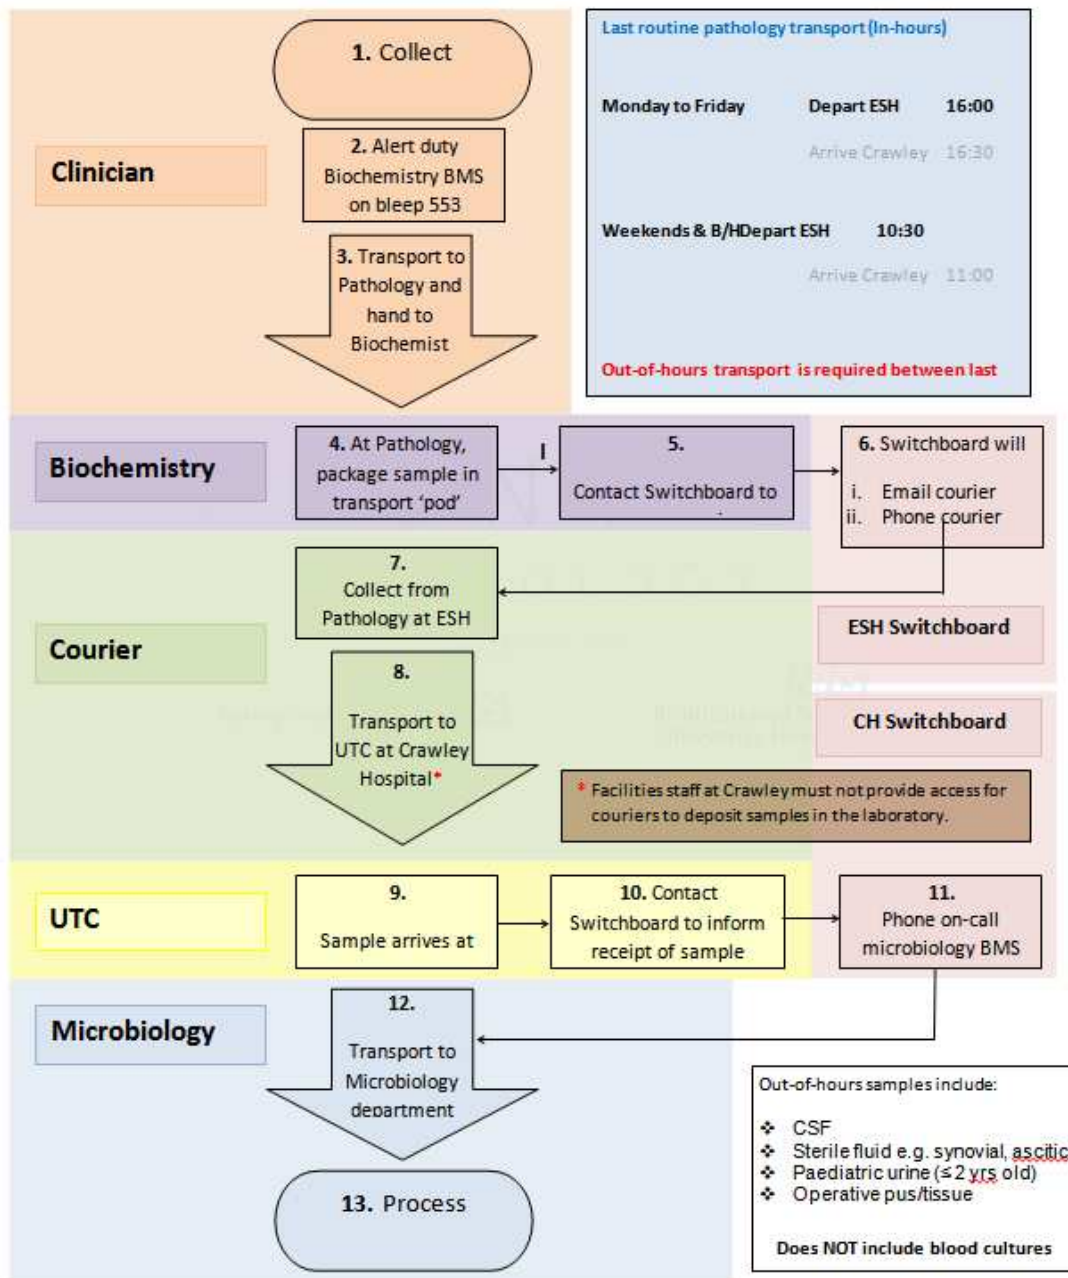 1. Collect
Clinician
2. Alert duty
Biochemistry BMS
on bleep 553
3. Transport to
Pathology and
hand to
Biochemist
Last routine pathology transport (In-hours)
Monday to Friday Depart ESH 16:00
Arrive Crawley 16:30
Weekends & B/HDepart ESH 10:30
Arrive Crawley 11:00
Out-of-hours transport is required between last
Biochemistry
4. At Pathology,
package sample in
transport ‘pod’
I
5.
Contact Switchboard to
6. Switchboard will
i. Email courier
ii. Phone courier
Courier
7.
Collect from
Pathology at ESH
ESH Switchboard
8.
Transport to
UTC at Crawley
Hospital*
CH Switchboard
* Facilities staff at Crawley must not provide access for
couriers to deposit samples in the laboratory.
UTC
9.
Sample arrives at
10. Contact
Switchboard to inform
receipt of sample
11.
Phone on-call
microbiology BMS
Microbiology
12.
Transport to
Microbiology
department
13. Process
Out-of-hours samples include:
❖ CSF
❖ Sterile fluid e.g. synovial, ascitic
❖ Paediatric urine (≤2 yrs old)
❖ Operative pus/tissue
Does NOT include blood cultures